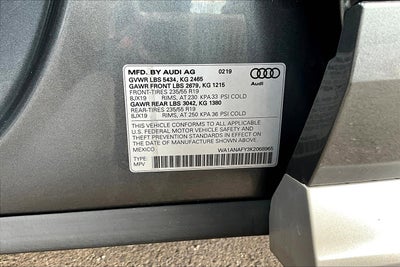 MFD. BY AUDI AG 0219
GVWR LBS 5434, KG 2465
GAWR FRONT LBS 2679, KG 1215
FRONT-TIRES 235/55 R19
8JX19 RIMS, AT 230 KPA 33 PSI COLD
GAWR REAR LBS 3042, KG 1380
REAR-TIRES 235/55 R19
8JX19 RIMS, AT 250 KPA 36 PSI COLD
THIS VEHICLE CONFORMS TO ALL APPLICABLE
FEDERAL MOTOR VEHICLE SAFETY AND THEFT
PREVENTION STANDARDS IN EFFECT ON
THE DATE OF MANUFACTURE SHOWN ABOVE.
MEXICO
TYPE:
MPV
WA1ANAFY3K2068965
Audi